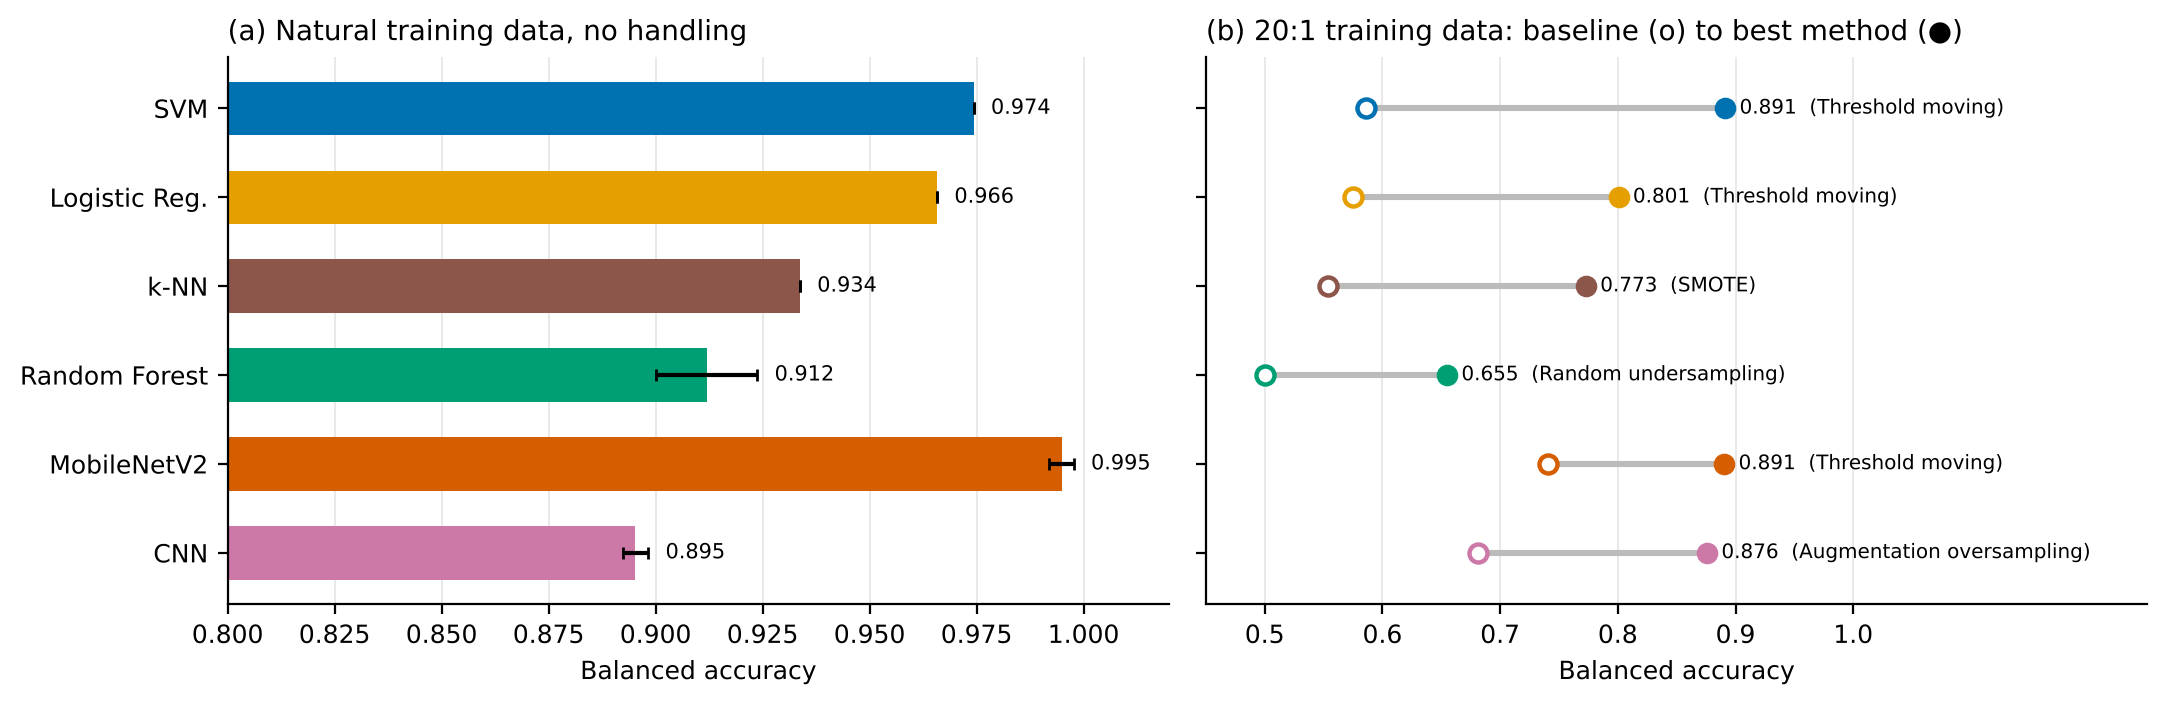 (a) Natural training data, no handling
SVM
0.974
Logistic Reg.
0.966
k-NN
0.934
Random Forest
0.912
MobileNetV2
0.995
CNN
0.895
0.800 0.825 0.850 0.875 0.900 0.925 0.950 0.975 1.000
Balanced accuracy
(b) 20:1 training data: baseline (o) to best method (●)
0.891 (Threshold moving)
0.801 (Threshold moving)
0.773 (SMOTE)
0.655 (Random undersampling)
0.891 (Threshold moving)
0.876 (Augmentation oversampling)
0.5 0.6 0.7 0.8 0.9 1.0
Balanced accuracy